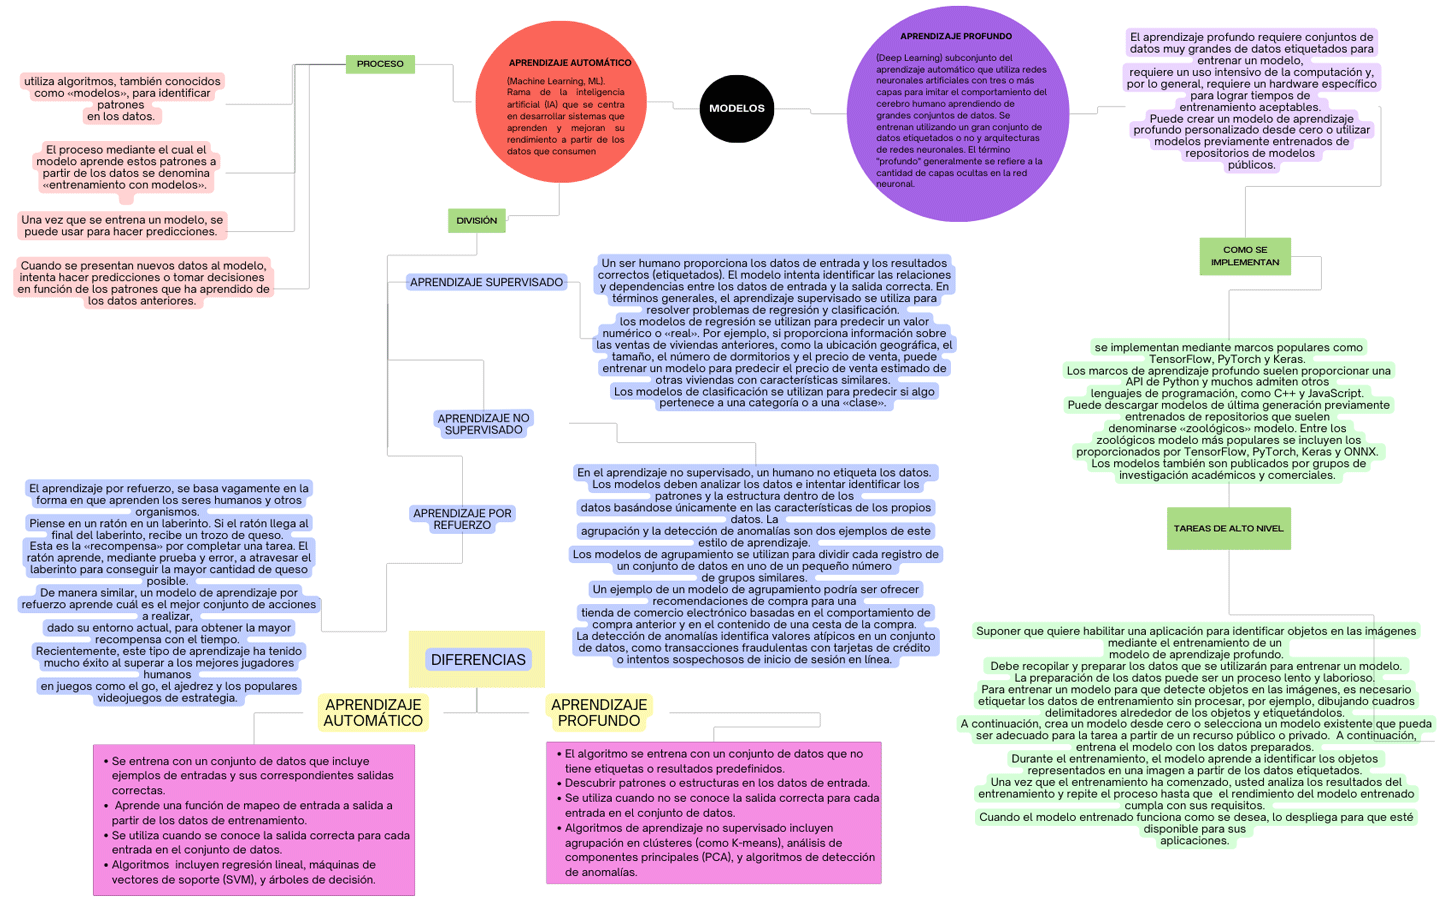 MODELOS
APRENDIZAJE AUTOMÁTICO
(Machine Learning, ML).
Rama de la inteligencia
artificial (IA) que se centra
en desarrollar sistemas que
aprenden y mejoran su
rendimiento a partir de los
datos que consumen
PROCESO
utiliza algoritmos, también conocidos
como «modelos», para identificar
patrones
en los datos.
El proceso mediante el cual el
modelo aprende estos patrones a
partir de los datos se denomina
«entrenamiento con modelos».
Una vez que se entrena un modelo, se
puede usar para hacer predicciones.
Cuando se presentan nuevos datos al modelo,
intenta hacer predicciones o tomar decisiones
en función de los patrones que ha aprendido de
los datos anteriores.
DIVISIÓN
APRENDIZAJE SUPERVISADO
Un ser humano proporciona los datos de entrada y los resultados
correctos (etiquetados). El modelo intenta identificar las relaciones
y dependencias entre los datos de entrada y la salida correcta. En
términos generales, el aprendizaje supervisado se utiliza para
resolver problemas de regresión y clasificación.
los modelos de regresión se utilizan para predecir un valor
numérico o «real». Por ejemplo, si proporciona información sobre
las ventas de viviendas anteriores, como la ubicación geográfica, el
tamaño, el número de dormitorios y el precio de venta, puede
entrenar un modelo para predecir el precio de venta estimado de
otras viviendas con características similares.
Los modelos de clasificación se utilizan para predecir si algo
pertenece a una categoría o a una «clase».
APRENDIZAJE NO
SUPERVISADO
En el aprendizaje no supervisado, un humano no etiqueta los datos.
Los modelos deben analizar los datos e intentar identificar los
patrones y la estructura dentro de los
datos basándose únicamente en las características de los propios
datos. La
agrupación y la detección de anomalías son dos ejemplos de este
estilo de aprendizaje.
Los modelos de agrupamiento se utilizan para dividir cada registro de
un conjunto de datos en uno de un pequeño número
de grupos similares.
Un ejemplo de un modelo de agrupamiento podría ser ofrecer
recomendaciones de compra para una
tienda de comercio electrónico basadas en el comportamiento de
compra anterior y en el contenido de una cesta de la compra.
La detección de anomalías identifica valores atípicos en un conjunto
de datos, como transacciones fraudulentas con tarjetas de crédito
o intentos sospechosos de inicio de sesión en línea.
APRENDIZAJE POR
REFUERZO
El aprendizaje por refuerzo, se basa vagamente en la
forma en que aprenden los seres humanos y otros
organismos.
Piense en un ratón en un laberinto. Si el ratón llega al
final del laberinto, recibe un trozo de queso.
Esta es la «recompensa» por completar una tarea. El
ratón aprende, mediante prueba y error, a atravesar el
laberinto para conseguir la mayor cantidad de queso
posible.
De manera similar, un modelo de aprendizaje por
refuerzo aprende cuál es el mejor conjunto de acciones
a realizar,
dado su entorno actual, para obtener la mayor
recompensa con el tiempo.
Recientemente, este tipo de aprendizaje ha tenido
mucho éxito al superar a los mejores jugadores
humanos
en juegos como el go, el ajedrez y los populares
videojuegos de estrategia.
DIFERENCIAS
APRENDIZAJE
AUTOMÁTICO
• Se entrena con un conjunto de datos que incluye
ejemplos de entradas y sus correspondientes salidas
correctas.
• Aprende una función de mapeo de entrada a salida a
partir de los datos de entrenamiento.
• Se utiliza cuando se conoce la salida correcta para cada
entrada en el conjunto de datos.
• Algoritmos incluyen regresión lineal, máquinas de
vectores de soporte (SVM), y árboles de decisión.
APRENDIZAJE
PROFUNDO
• El algoritmo se entrena con un conjunto de datos que no
tiene etiquetas o resultados predefinidos.
• Descubrir patrones o estructuras en los datos de entrada.
• Se utiliza cuando no se conoce la salida correcta para cada
entrada en el conjunto de datos.
• Algoritmos de aprendizaje no supervisado incluyen
agrupación en clústeres (como K-means), análisis de
componentes principales (PCA), y algoritmos de detección
de anomalías.
APRENDIZAJE PROFUNDO
(Deep Learning) subconjunto del
aprendizaje automático que utiliza redes
neuronales artificiales con tres o más
capas para imitar el comportamiento del
cerebro humano aprendiendo de
grandes conjuntos de datos. Se
entrenan utilizando un gran conjunto de
datos etiquetados o no y arquitecturas
de redes neuronales. El término
"profundo" generalmente se refiere a la
cantidad de capas ocultas en la red
neuronal.
El aprendizaje profundo requiere conjuntos de
datos muy grandes de datos etiquetados para
entrenar un modelo,
requiere un uso intensivo de la computación y,
por lo general, requiere un hardware específico
para lograr tiempos de
entrenamiento aceptables.
Puede crear un modelo de aprendizaje
profundo personalizado desde cero o utilizar
modelos previamente entrenados de
repositorios de modelos
públicos.
COMO SE
IMPLEMENTAN
se implementan mediante marcos populares como
TensorFlow, PyTorch y Keras.
Los marcos de aprendizaje profundo suelen proporcionar una
API de Python y muchos admiten otros
lenguajes de programación, como C++ y JavaScript.
Puede descargar modelos de última generación previamente
entrenados de repositorios que suelen
denominarse «zoológicos» modelo. Entre los
zoológicos modelo más populares se incluyen los
proporcionados por TensorFlow, PyTorch, Keras y ONNX.
Los modelos también son publicados por grupos de
investigación académicos y comerciales.
TAREAS DE ALTO NIVEL
Suponer que quiere habilitar una aplicación para identificar objetos en las imágenes
mediante el entrenamiento de un
modelo de aprendizaje profundo.
Debe recopilar y preparar los datos que se utilizarán para entrenar un modelo.
La preparación de los datos puede ser un proceso lento y laborioso.
Para entrenar un modelo para que detecte objetos en las imágenes, es necesario
etiquetar los datos de entrenamiento sin procesar, por ejemplo, dibujando cuadros
delimitadores alrededor de los objetos y etiquetándolos.
A continuación, crea un modelo desde cero o selecciona un modelo existente que pueda
ser adecuado para la tarea a partir de un recurso público o privado. A continuación,
entrena el modelo con los datos preparados.
Durante el entrenamiento, el modelo aprende a identificar los objetos
representados en una imagen a partir de los datos etiquetados.
Una vez que el entrenamiento ha comenzado, usted analiza los resultados del
entrenamiento y repite el proceso hasta que el rendimiento del modelo entrenado
cumpla con sus requisitos.
Cuando el modelo entrenado funciona como se desea, lo despliega para que esté
disponible para sus
aplicaciones.